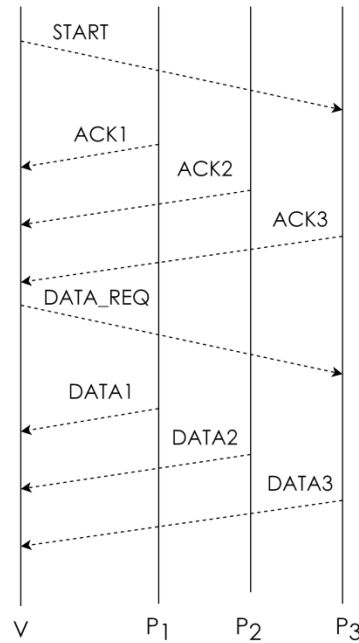 START
ACK1
ACK2
ACK3
DATA_REQ
DATA1
DATA2
DATA3
V P1 P2 P3